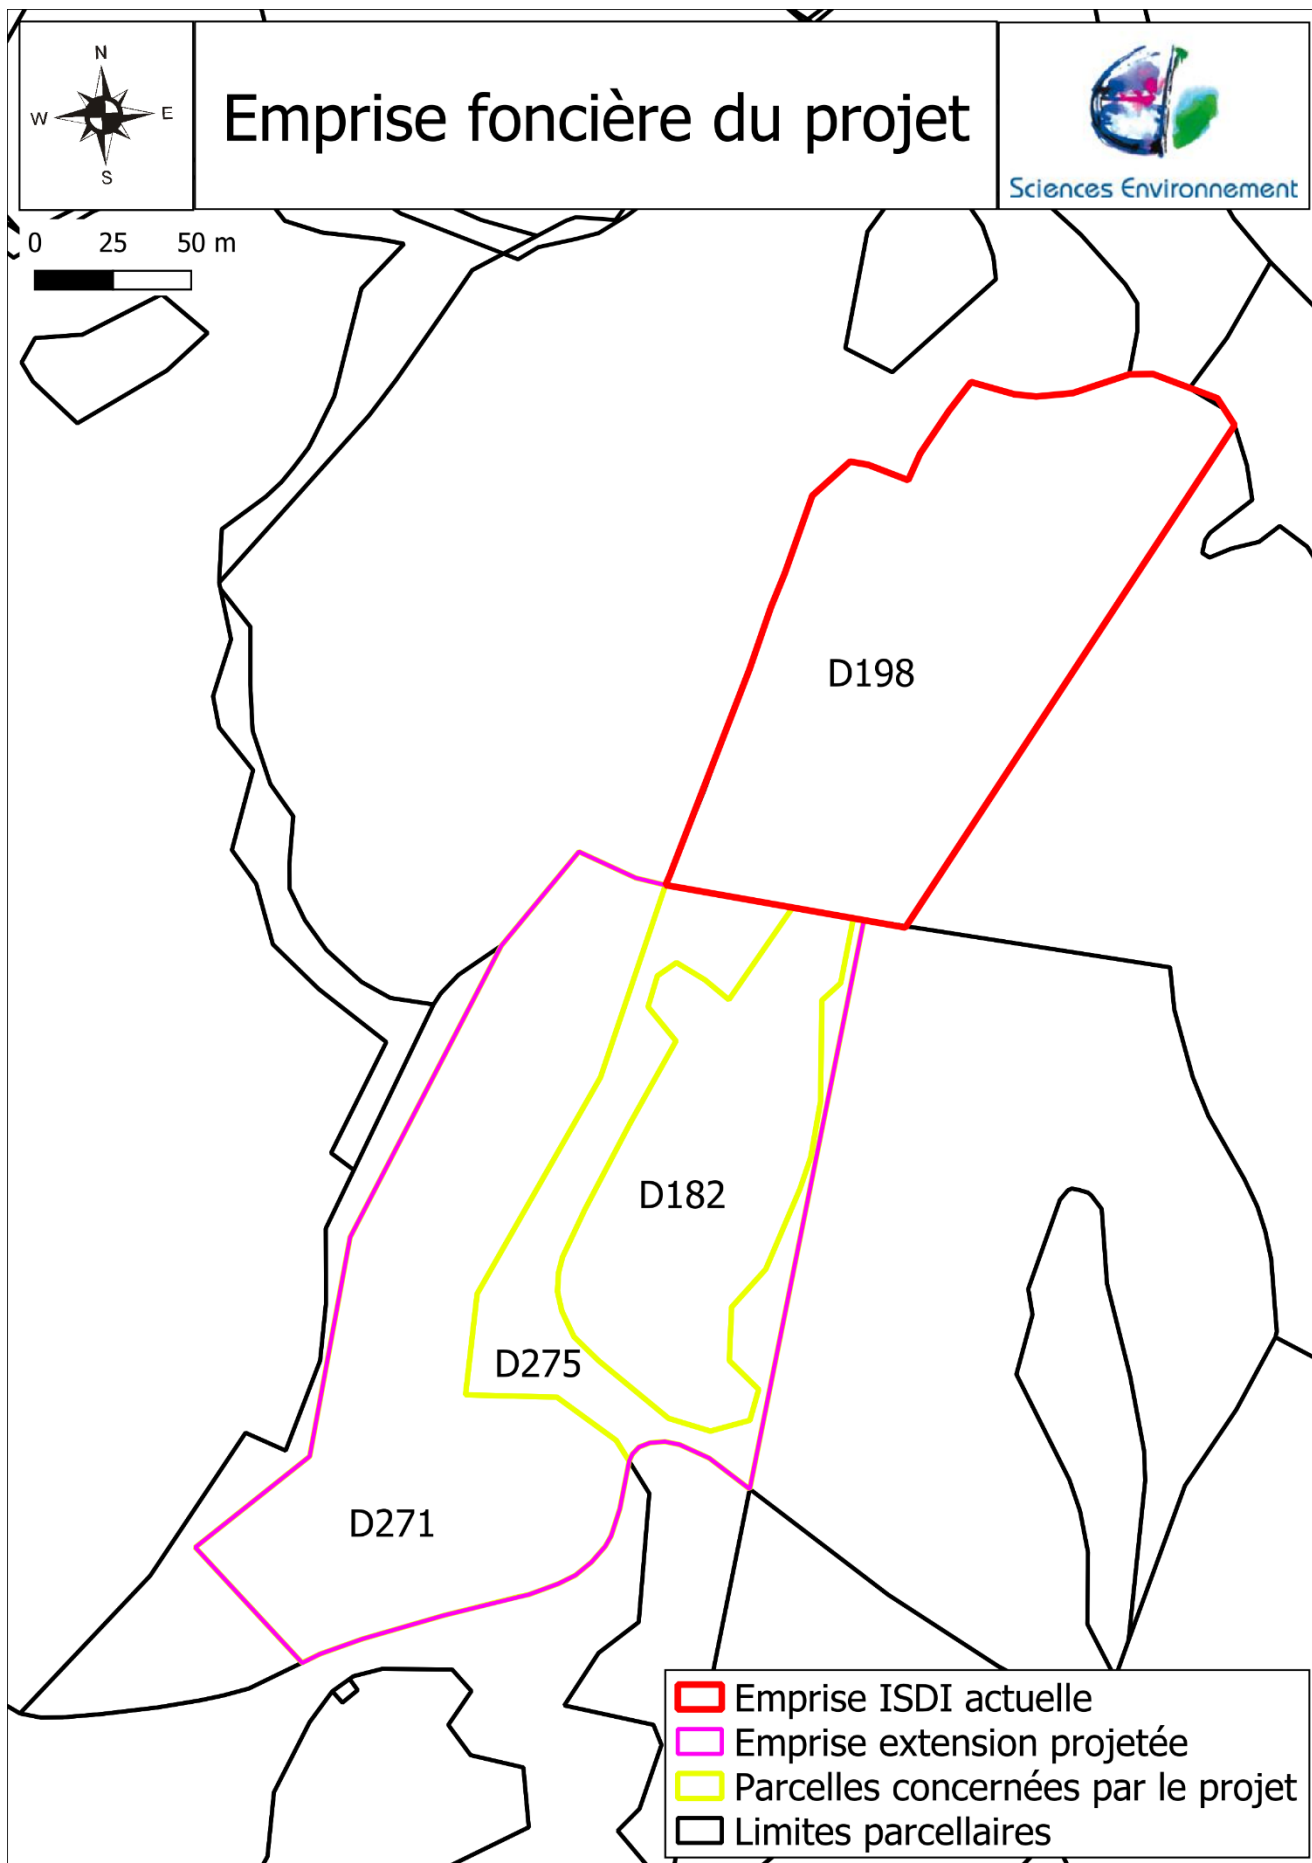 N
W E
S
Emprise foncière du projet
Sciences Environnement
0 25 50 m
D198
D182
D275
D271
Emprise ISDI actuelle
Emprise extension projetée
Parcelles concernées par le projet
Limites parcellaires